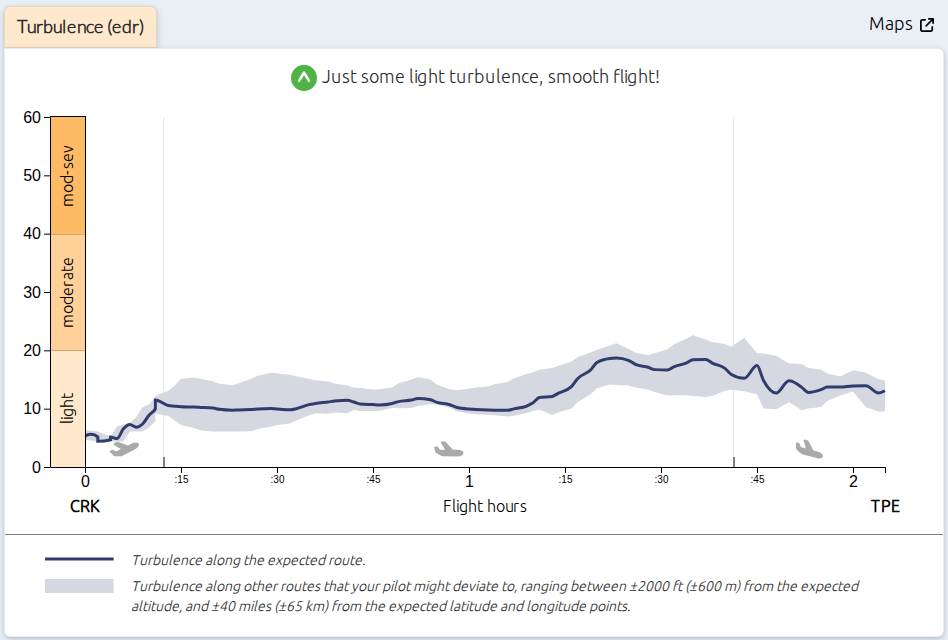 Turbulence (edr)
Maps
Just some light turbulence, smooth flight!
60
50
40
30
20
10
0
mod-sev
moderate
light
0 :15 :30 :45 1 :15 :30 :45 2
CRK Flight hours TPE
Turbulence along the expected route.
Turbulence along other routes that your pilot might deviate to, ranging between ±2000 ft (±600 m) from the expected
altitude, and ±40 miles (±65 km) from the expected latitude and longitude points.